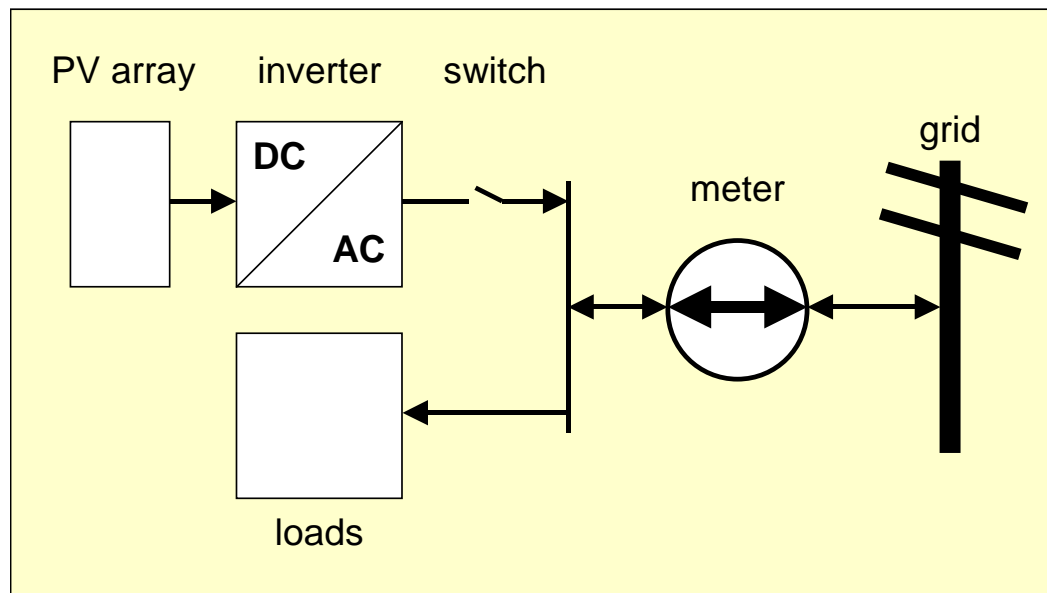 PV array
inverter
switch
grid
DC
AC
meter
loads